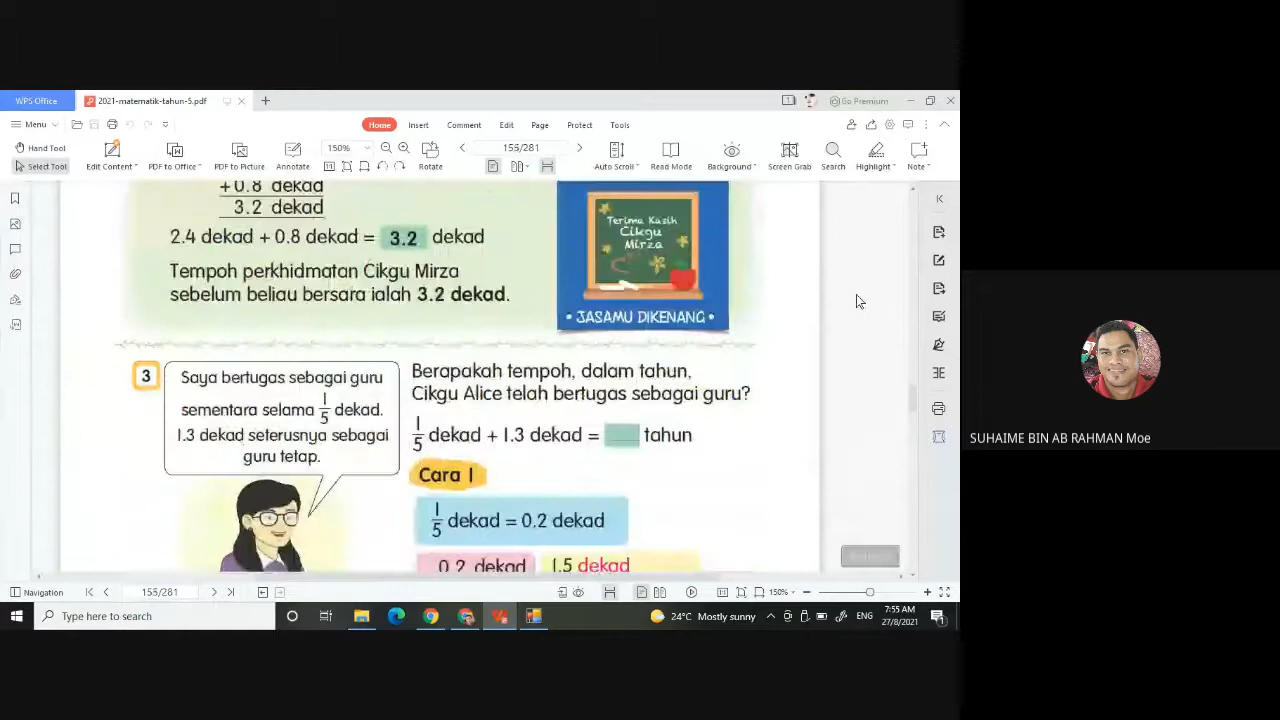 WPS Office
2021-matematik-tahun-5.pdf
1
Go Premium
Menu
Home
Insert
Comment
Edit
Page
Protect
Tools
Hand Tool
Select Tool
Edit Content
PDF to Office
PDF to Picture
Annotate
150%
Rotate
155/281
Auto Scroll
Read Mode
Background
Screen Grab
Search
Highlight
Note
+0.8 dekad
3.2 dekad
2.4 dekad + 0.8 dekad = 3.2 dekad
Tempoh perkhidmatan Cikgu Mirza
sebelum beliau bersara ialah 3.2 dekad.
Terima Kasih
Cikgu
Mirza
• JASAMU DIKENANG •
3
Saya bertugas sebagai guru
sementara selama 1/5 dekad.
1.3 dekad seterusnya sebagai
guru tetap.
Berapakah tempoh, dalam tahun,
Cikgu Alice telah bertugas sebagai guru?
1/5 dekad + 1.3 dekad = ___ tahun
Cara 1
1/5 dekad = 0.2 dekad
0.2 dekad
1.5 dekad
SUHAIME BIN AB RAHMAN Moe
Navigation
155/281
150%
Type here to search
24°C Mostly sunny
ENG
7:55 AM
27/8/2021